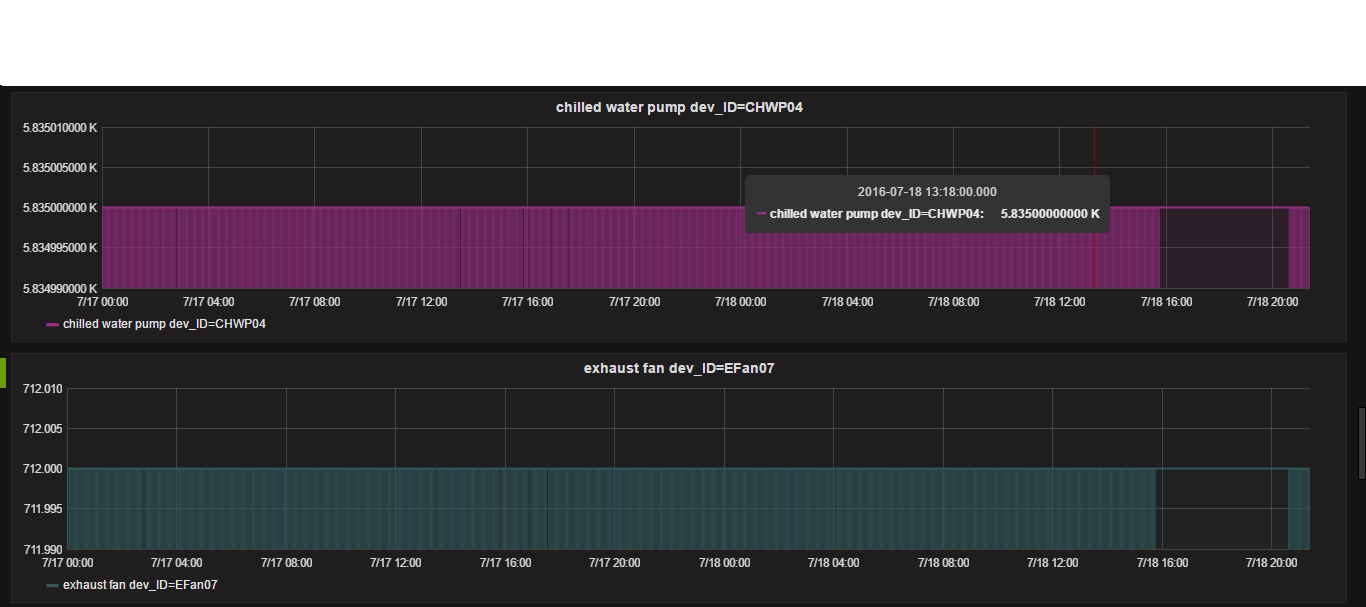 chilled water pump dev_ID=CHWP04
5.835010000 K
5.835005000 K
5.835000000 K
5.834995000 K
5.834990000 K
2016-07-18 13:18:00.000
chilled water pump dev_ID=CHWP04: 5.83500000000 K
7/17 00:00 7/17 04:00 7/17 08:00 7/17 12:00 7/17 16:00 7/17 20:00 7/18 00:00 7/18 04:00 7/18 08:00 7/18 12:00 7/18 16:00 7/18 20:00
chilled water pump dev_ID=CHWP04
exhaust fan dev_ID=EFan07
712.010
712.005
712.000
711.995
711.990
7/17 00:00 7/17 04:00 7/17 08:00 7/17 12:00 7/17 16:00 7/17 20:00 7/18 00:00 7/18 04:00 7/18 08:00 7/18 12:00 7/18 16:00 7/18 20:00
exhaust fan dev_ID=EFan07